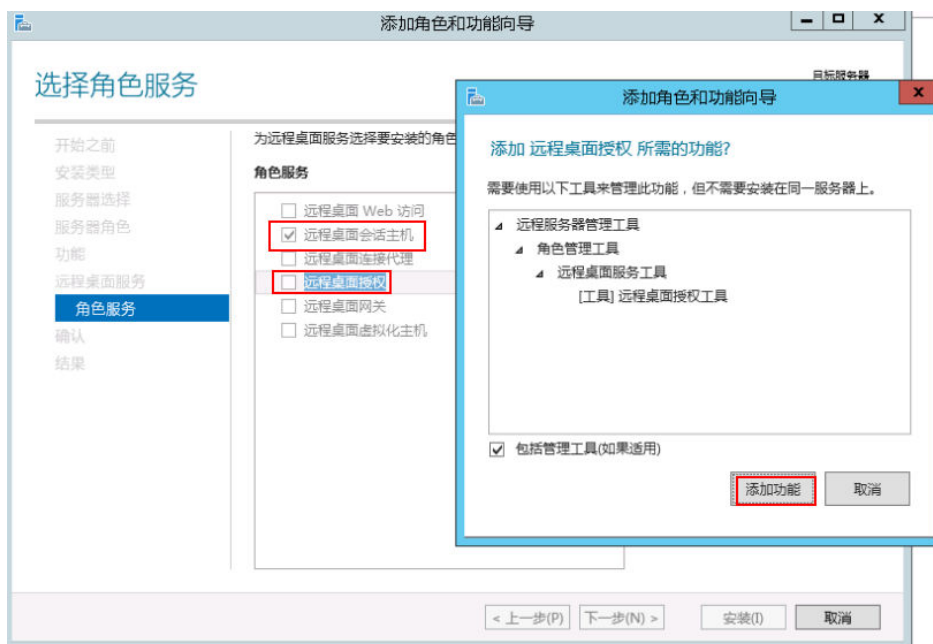 添加角色和功能向导
选择角色服务
目标服务器
开始之前
安装类型
服务器选择
服务器角色
功能
远程桌面服务
角色服务
确认
结果
为远程桌面服务选择要安装的角色
角色服务
远程桌面 Web 访问
远程桌面会话主机
远程桌面连接代理
远程桌面授权
远程桌面网关
远程桌面虚拟化主机
添加角色和功能向导
添加 远程桌面授权 所需的功能?
需要使用以下工具来管理此功能，但不需要安装在同一服务器上。
远程服务器管理工具
角色管理工具
远程桌面服务工具
[工具] 远程桌面授权工具
包括管理工具(如果适用)
添加功能
取消
< 上一步(P)
下一步(N) >
安装(I)
取消